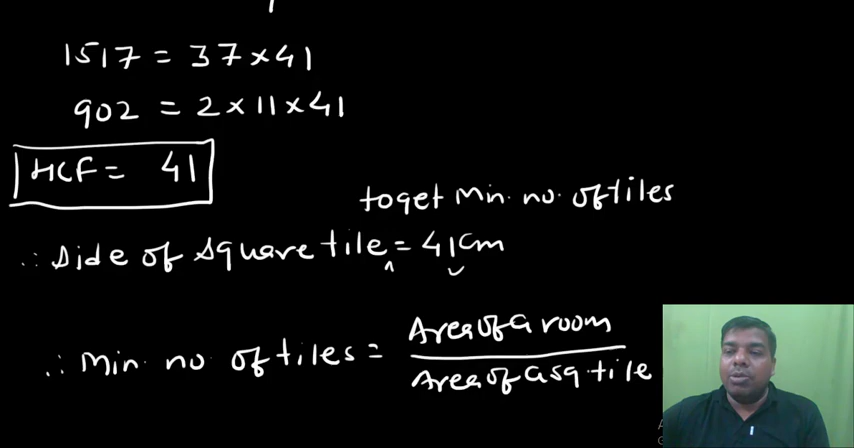 1517 = 37 × 41
902 = 2 × 11 × 41
HCF = 41
to get Min. no. of tiles
∴ Side of square tile ^ = 41 cm
∴ Min. no. of tiles = Area of a room / Area of a sq. tile